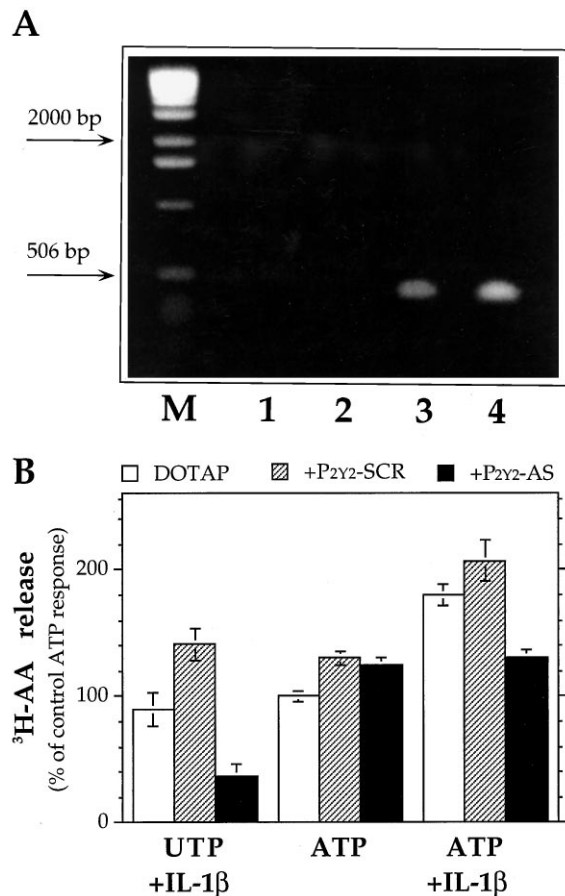 A
2000 bp
506 bp
M 1 2 3 4
B
DOTAP +P2Y2-SCR +P2Y2-AS
³H-AA release
(% of control ATP response)
200
100
0
UTP +IL-1β
ATP
ATP +IL-1β